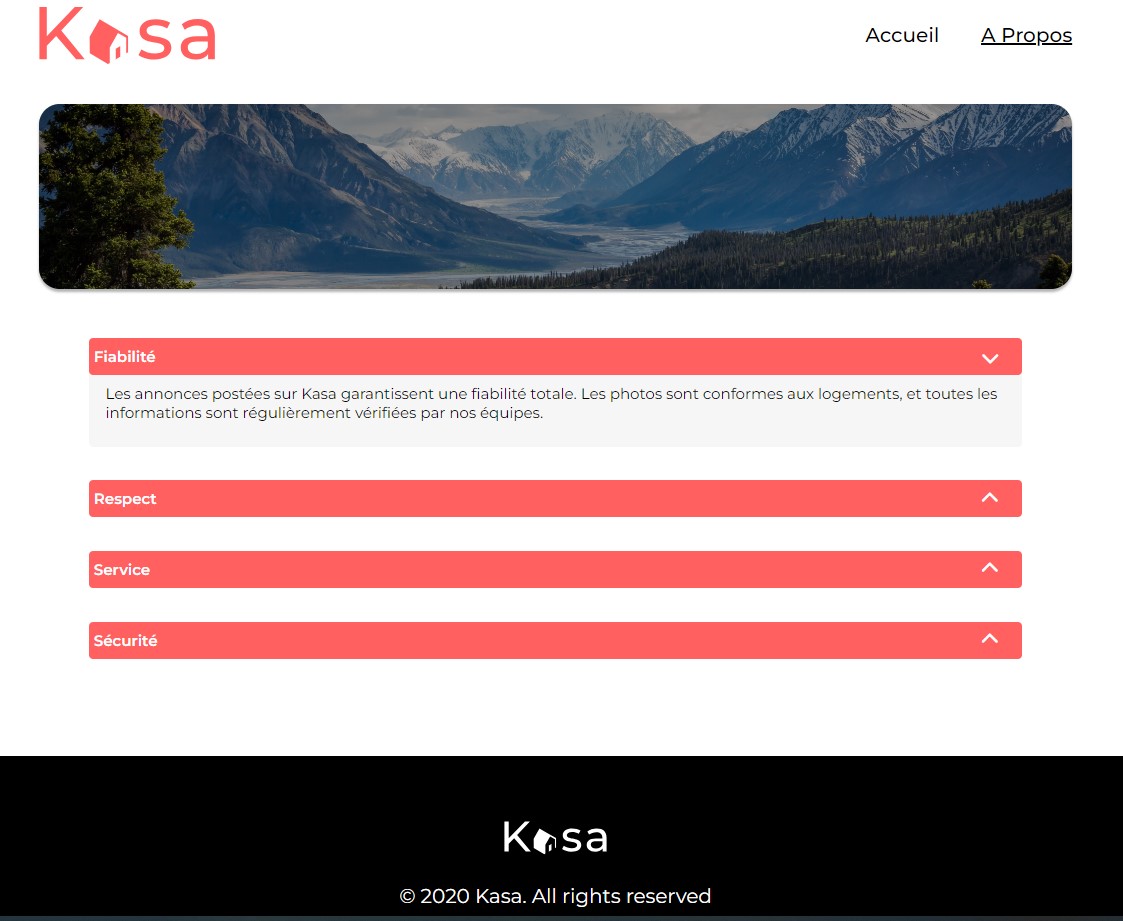 Kasa
Accueil A Propos
Fiabilité
Les annonces postées sur Kasa garantissent une fiabilité totale. Les photos sont conformes aux logements, et toutes les
informations sont régulièrement vérifiées par nos équipes.
Respect
Service
Sécurité
Kasa
© 2020 Kasa. All rights reserved